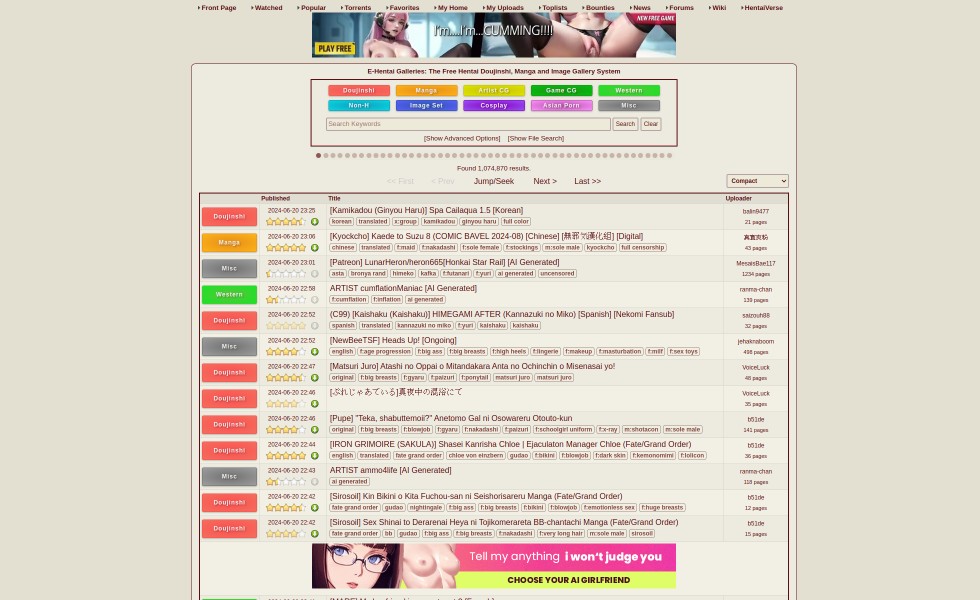 Front Page Watched Popular Torrents Favorites My Home My Uploads Toplists Bounties News Forums Wiki HentaiVerse
NEW FREE GAME
I'm....I'm...CUMMING!!!!
PLAY FREE
E-Hentai Galleries: The Free Hentai Doujinshi, Manga and Image Gallery System
Doujinshi Manga Artist CG Game CG Western
Non-H Image Set Cosplay Asian Porn Misc
Search Keywords Search Clear
[Show Advanced Options] [Show File Search]
Found 1,074,870 results.
<< First < Prev Jump/Seek Next > Last >> Compact
Published Title Uploader
Doujinshi 2024-06-20 23:25 [Kamikadou (Ginyou Haru)] Spa Cailaqua 1.5 [Korean] balin9477
korean translated x:group kamikadou ginyou haru full color 21 pages
Manga 2024-06-20 23:06 [Kyockcho] Kaede to Suzu 8 (COMIC BAVEL 2024-08) [Chinese] [無邪気漢化组] [Digital]
chinese translated f:maid f:nakadashi f:sole female f:stockings m:sole male kyockcho full censorship 43 pages
Misc 2024-06-20 23:01 [Patreon] LunarHeron/heron665[Honkai Star Rail] [AI Generated] MesaisBae117
asta bronya rand himeko kafka f:futanari f:yuri ai generated uncensored 1234 pages
Western 2024-06-20 22:58 ARTIST cumflationManiac [AI Generated] ranma-chan
f:cumflation f:inflation ai generated 139 pages
Doujinshi 2024-06-20 22:52 (C99) [Kaishaku (Kaishaku)] HIMEGAMI AFTER (Kannazuki no Miko) [Spanish] [Nekomi Fansub] saizouh88
spanish translated kannazuki no miko f:yuri kaishaku kaishaku 32 pages
Misc 2024-06-20 22:52 [NewBeeTSF] Heads Up! [Ongoing] jehaknaboom
english f:age progression f:big ass f:big breasts f:high heels f:lingerie f:makeup f:masturbation f:milf f:sex toys 498 pages
Doujinshi 2024-06-20 22:47 [Matsuri Juro] Atashi no Oppai o Mitandakara Anta no Ochinchin o Misenasai yo! VoiceLuck
original f:big breasts f:gyaru f:paizuri f:ponytail matsuri juro matsuri juro 48 pages
Doujinshi 2024-06-20 22:46 [ぷれじゃあている]真夜中の混浴にて VoiceLuck
35 pages
Doujinshi 2024-06-20 22:46 [Pupe] "Teka, shabuttemoii?" Anetomo Gal ni Osowareru Otouto-kun b51de
original f:big breasts f:blowjob f:gyaru f:nakadashi f:paizuri f:schoolgirl uniform f:x-ray m:shotacon m:sole male 141 pages
Doujinshi 2024-06-20 22:44 [IRON GRIMOIRE (SAKULA)] Shasei Kanrisha Chloe | Ejaculaton Manager Chloe (Fate/Grand Order) b51de
english translated fate grand order chloe von einzbern gudao f:bikini f:blowjob f:dark skin f:kemonomimi f:lolicon 36 pages
Misc 2024-06-20 22:43 ARTIST ammo4life [AI Generated] ranma-chan
ai generated 118 pages
Doujinshi 2024-06-20 22:42 [Sirosoil] Kin Bikini o Kita Fuchou-san ni Seishorisareru Manga (Fate/Grand Order) b51de
fate grand order gudao nightingale f:big ass f:big breasts f:bikini f:blowjob f:emotionless sex f:huge breasts 12 pages
Doujinshi 2024-06-20 22:42 [Sirosoil] Sex Shinai to Derarenai Heya ni Tojikomerareta BB-chantachi Manga (Fate/Grand Order) b51de
fate grand order bb gudao f:big ass f:big breasts f:nakadashi f:very long hair m:sole male sirosoil 15 pages
Tell my anything i won't judge you
CHOOSE YOUR AI GIRLFRIEND